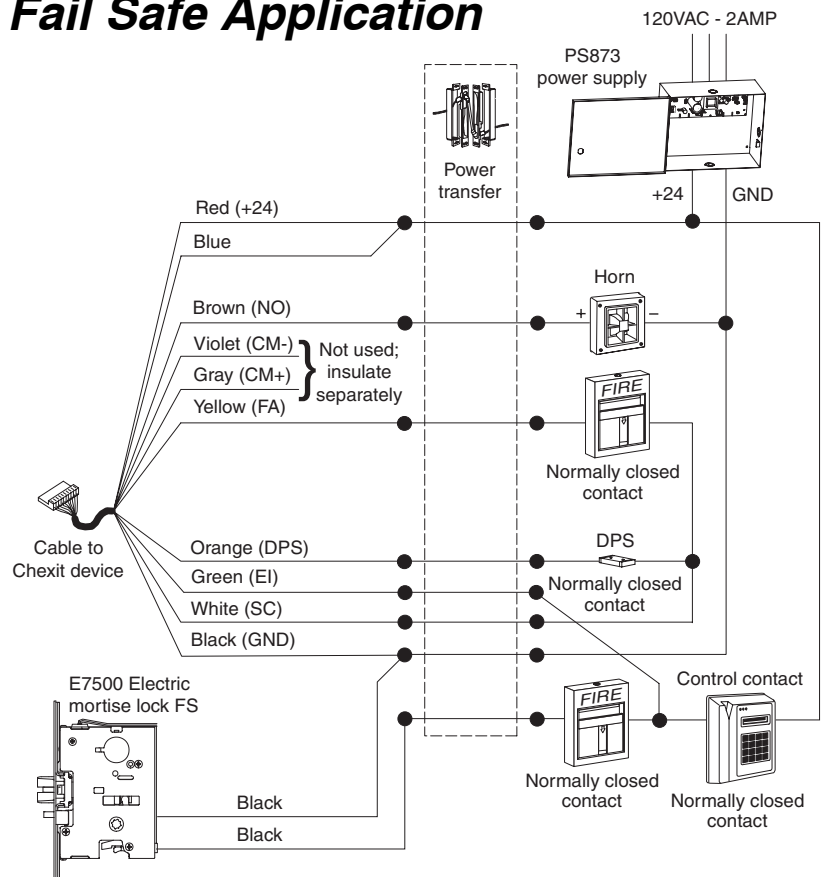 Fail Safe Application
120VAC - 2AMP
PS873
power supply
Power
transfer
+24
GND
Red (+24)
Blue
Horn
Brown (NO)
+
–
Violet (CM-)
Gray (CM+)
Not used;
insulate
separately
Yellow (FA)
FIRE
Normally closed
contact
Cable to
Chexit device
Orange (DPS)
DPS
Green (EI)
Normally closed
contact
White (SC)
Black (GND)
E7500 Electric
mortise lock FS
Control contact
FIRE
Normally closed
contact
Normally closed
contact
Black
Black